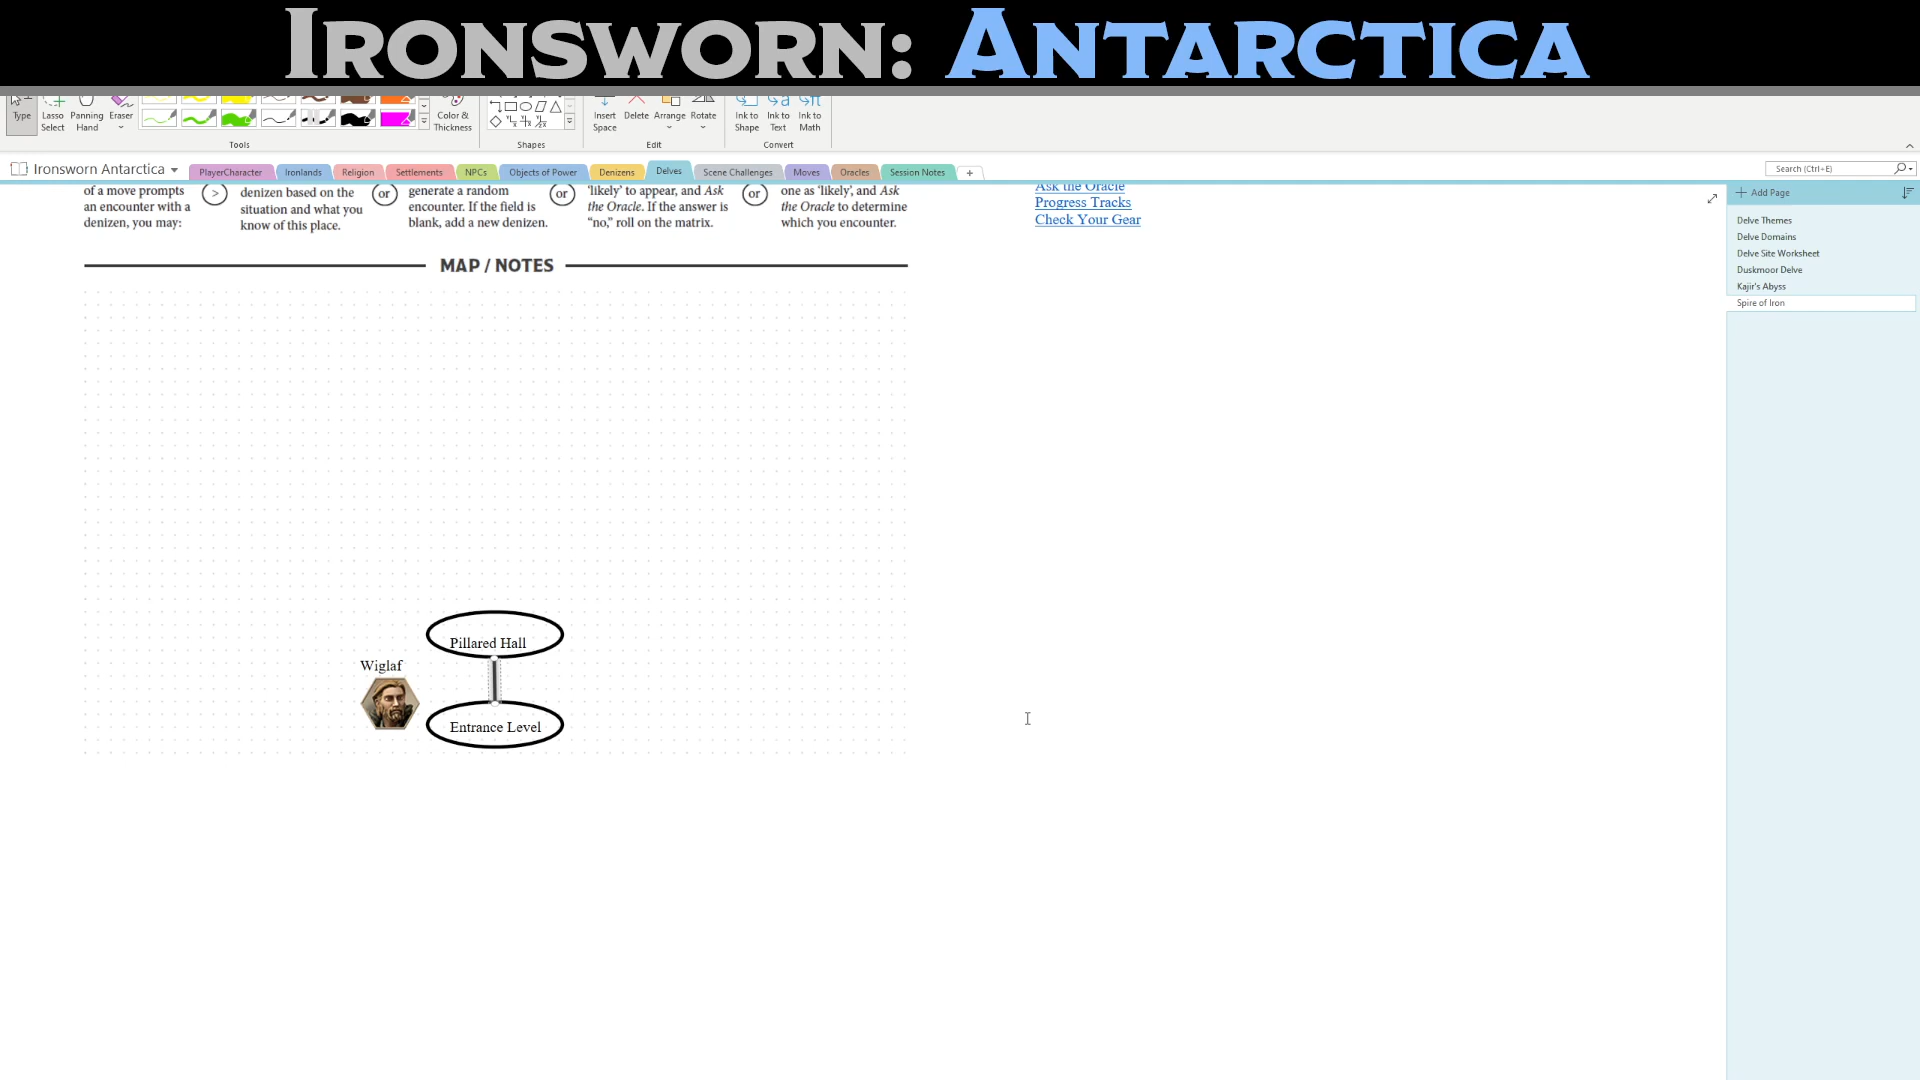 IRONSWORN: ANTARCTICA
Type
Lasso Select
Panning Hand
Eraser
Color & Thickness
Insert Space
Delete
Arrange
Rotate
Ink to Shape
Ink to Text
Ink to Math
Tools
Shapes
Edit
Convert
Ironsworn Antarctica
PlayerCharacter
Ironlands
Religion
Settlements
NPCs
Objects of Power
Denizens
Delves
Scene Challenges
Moves
Oracles
Session Notes
+
Search (Ctrl+E)
of a move prompts
an encounter with a
denizen, you may:
>
denizen based on the
situation and what you
know of this place.
or
generate a random
encounter. If the field is
blank, add a new denizen.
or
'likely' to appear, and Ask
the Oracle. If the answer is
"no," roll on the matrix.
or
one as 'likely', and Ask
the Oracle to determine
which you encounter.
Ask the Oracle
Progress Tracks
Check Your Gear
Add Page
Delve Themes
Delve Domains
Delve Site Worksheet
Duskmoor Delve
Kajir's Abyss
Spire of Iron
MAP / NOTES
Pillared Hall
Wiglaf
Entrance Level